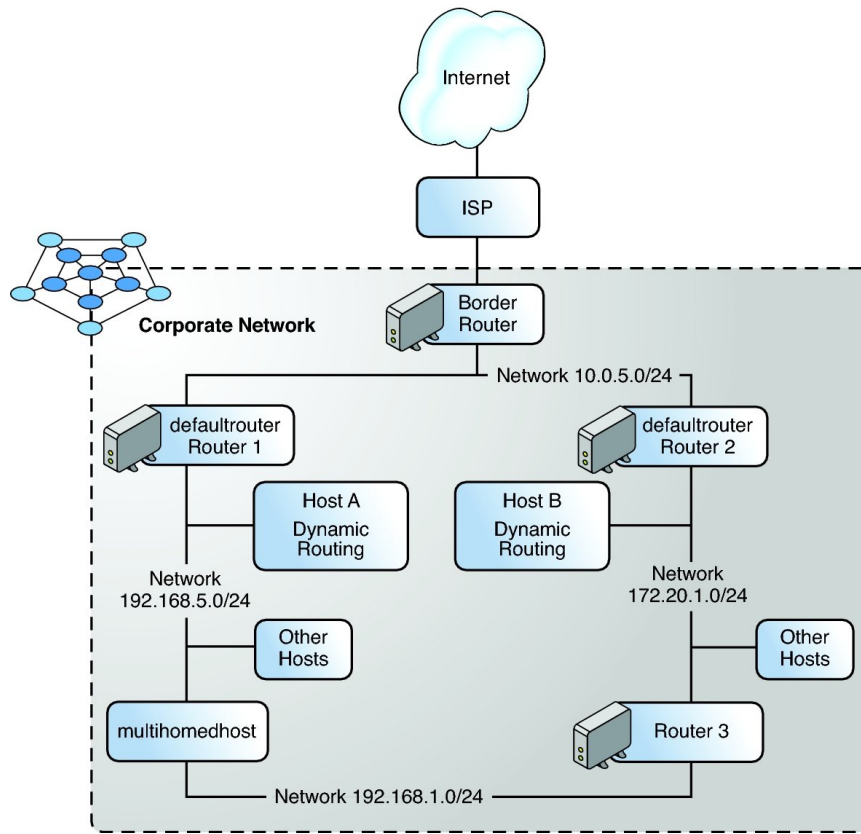 Internet
ISP
Border
Router
Corporate Network
Network 10.0.5.0/24
defaultrouter
Router 1
defaultrouter
Router 2
Host A
Dynamic
Routing
Host B
Dynamic
Routing
Network
192.168.5.0/24
Network
172.20.1.0/24
Other
Hosts
Other
Hosts
multihomedhost
Router 3
Network 192.168.1.0/24